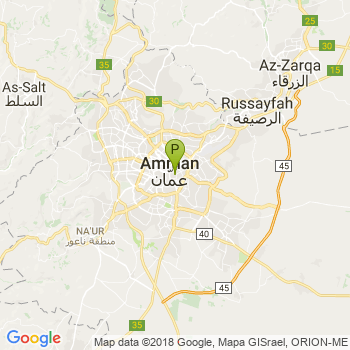 25
35
Az-Zarqa
الزرقاء
15
As-Salt
السلط
30
Russayfah
الرصيفة
P
Amman
عمان
45
NA'UR
منطقة ناعور
40
45
35
Google
Map data ©2018 Google, Mapa GISrael, ORION-ME